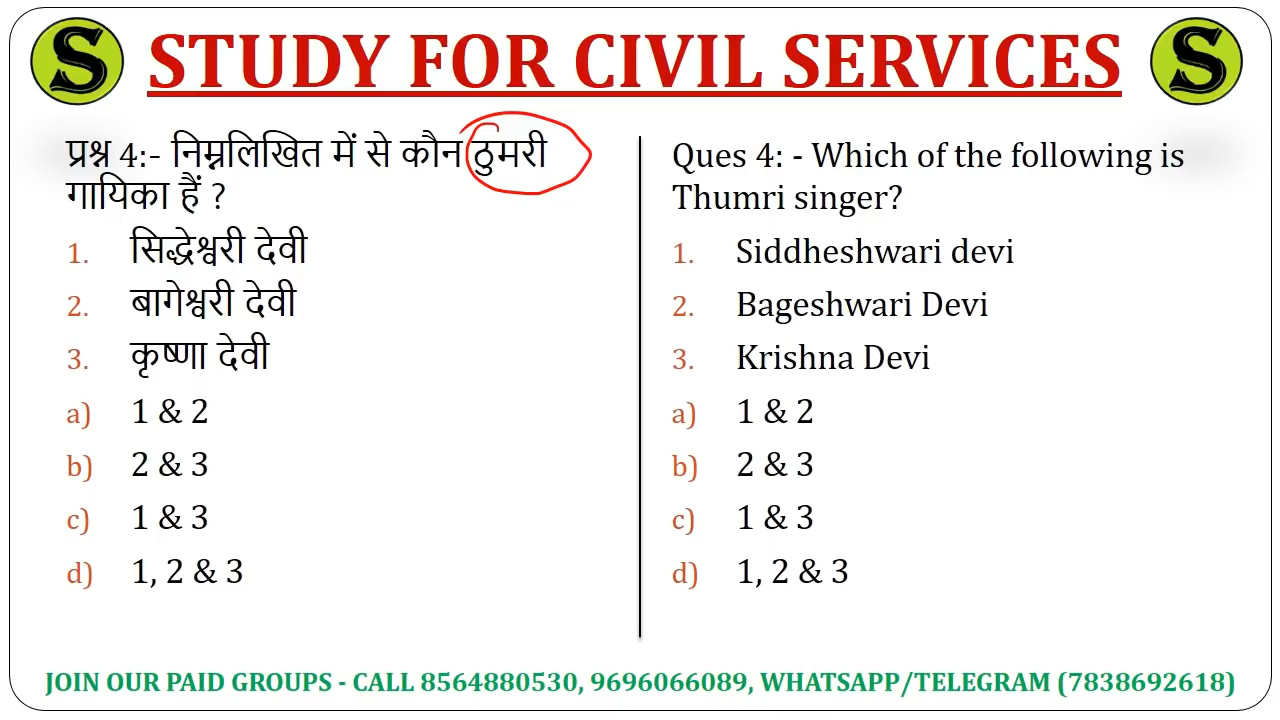 S STUDY FOR CIVIL SERVICES S
प्रश्न 4:- निम्नलिखित में से कौन ठुमरी
गायिका हैं ?
1. सिद्धेश्वरी देवी
2. बागेश्वरी देवी
3. कृष्णा देवी
a) 1 & 2
b) 2 & 3
c) 1 & 3
d) 1, 2 & 3
Ques 4: - Which of the following is
Thumri singer?
1. Siddheshwari devi
2. Bageshwari Devi
3. Krishna Devi
a) 1 & 2
b) 2 & 3
c) 1 & 3
d) 1, 2 & 3
JOIN OUR PAID GROUPS - CALL 8564880530, 9696066089, WHATSAPP/TELEGRAM (7838692618)